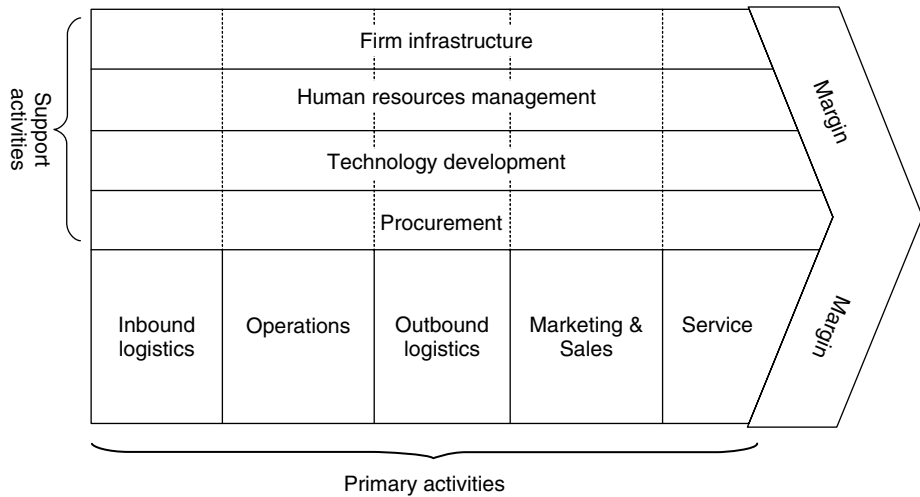 Firm infrastructure
Human resources management
Technology development
Procurement
Support
activities
Margin
Margin
Inbound
logistics
Operations
Outbound
logistics
Marketing &
Sales
Service
Primary activities